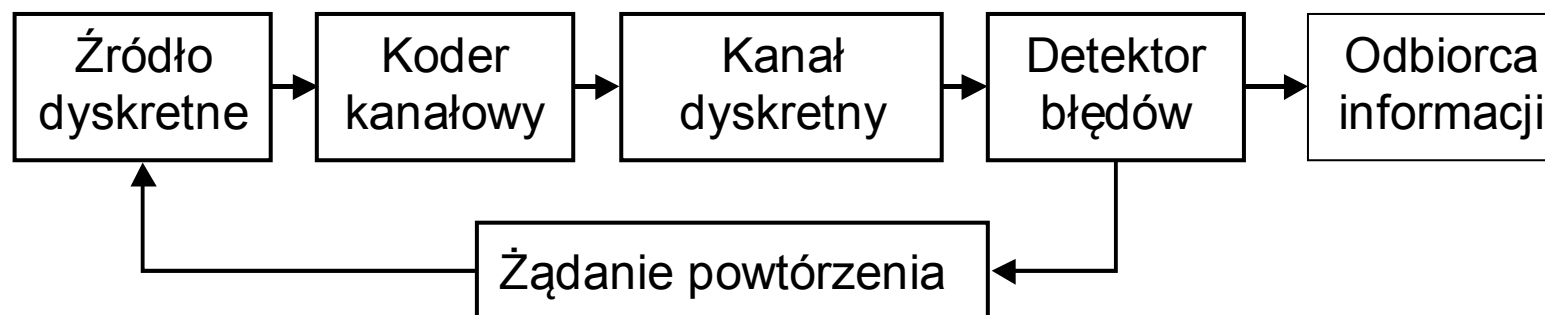 Źródło
dyskretne
Koder
kanałowy
Kanał
dyskretny
Detektor
błędów
Odbiorca
informacji
Żądanie powtórzenia